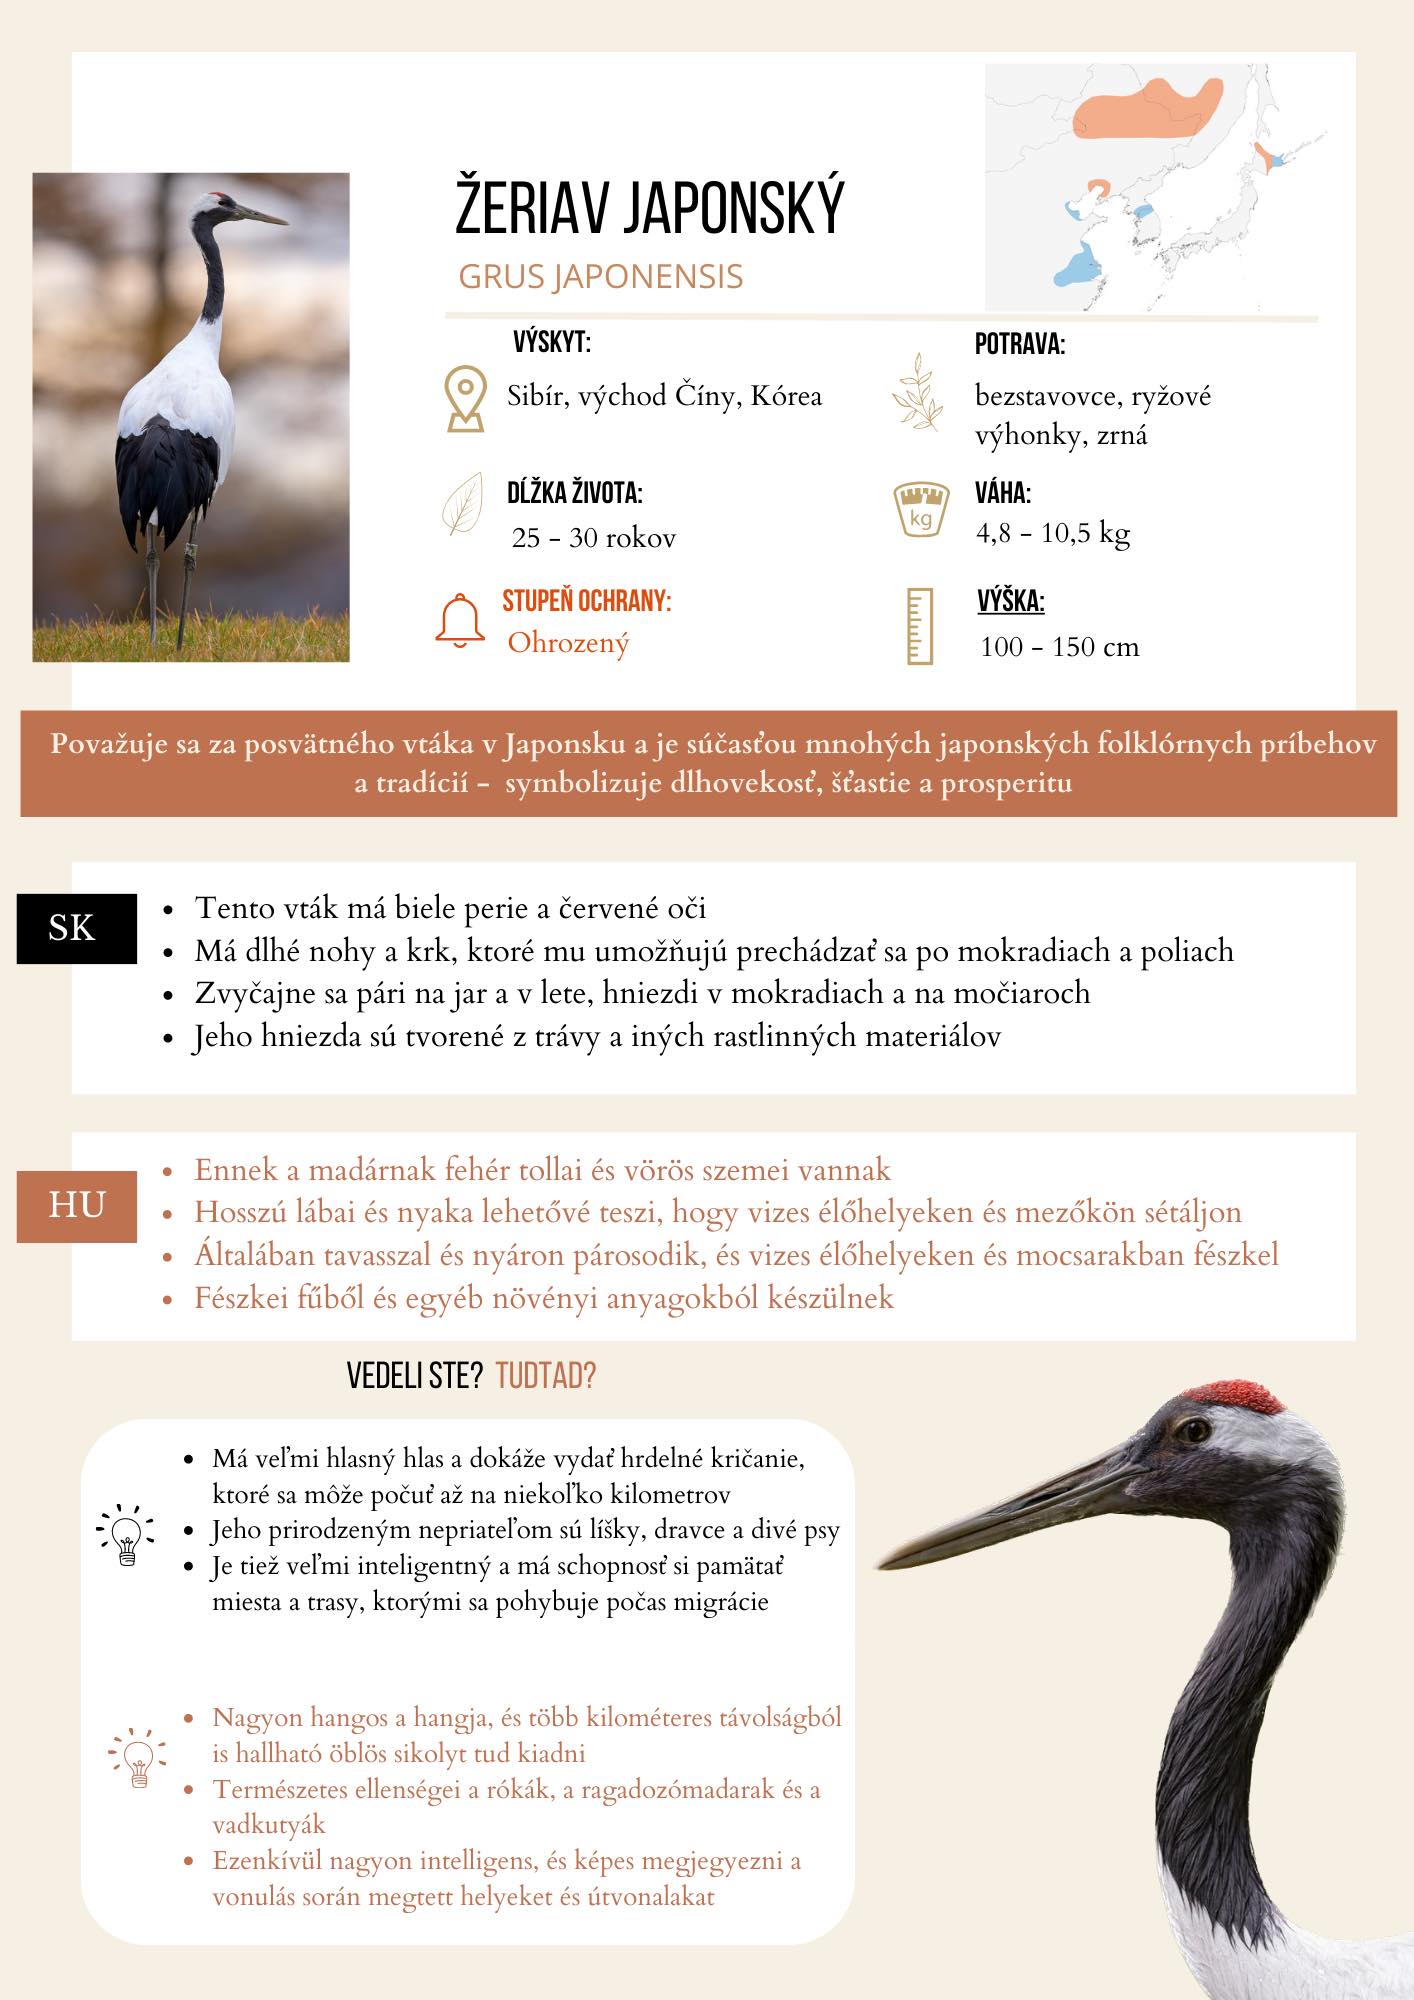 ŽERIAV JAPONSKÝ
GRUS JAPONENSIS
VÝSKYT:
Sibír, východ Číny, Kórea
POTRAVA:
bezstavovce, ryžové
výhonky, zrná
DĹŽKA ŽIVOTA:
25 - 30 rokov
kg
VÁHA:
4,8 - 10,5 kg
STUPEŇ OCHRANY:
Ohrozený
VÝŠKA:
100 - 150 cm
Považuje sa za posvätného vtáka v Japonsku a je súčasťou mnohých japonských folklórnych príbehov
a tradícií - symbolizuje dlhovekosť, šťastie a prosperitu
SK
• Tento vták má biele perie a červené oči
• Má dlhé nohy a krk, ktoré mu umožňujú prechádzať sa po mokradiach a poliach
• Zvyčajne sa pári na jar a v lete, hniezdi v mokradiach a na močiaroch
• Jeho hniezda sú tvorené z trávy a iných rastlinných materiálov
HU
• Ennek a madárnak fehér tollai és vörös szemei vannak
• Hosszú lábai és nyaka lehetővé teszi, hogy vizes élőhelyeken és mezőkön sétáljon
• Általában tavasszal és nyáron párosodik, és vizes élőhelyeken és mocsarakban fészkel
• Fészkei fűből és egyéb növényi anyagokból készülnek
VEDELI STE? TUDTAD?
• Má veľmi hlasný hlas a dokáže vydať hrdelné kričanie,
ktoré sa môže počuť až na niekoľko kilometrov
• Jeho prirodzeným nepriateľom sú líšky, dravce a divé psy
• Je tiež veľmi inteligentný a má schopnosť si pamätať
miesta a trasy, ktorými sa pohybuje počas migrácie
• Nagyon hangos a hangja, és több kilométeres távolságból
is hallható öblös sikolyt tud kiadni
• Természetes ellenségei a rókák, a ragadozómadarak és a
vadkutyák
• Ezenkívül nagyon intelligens, és képes megjegyezni a
vonulás során megtett helyeket és útvonalakat